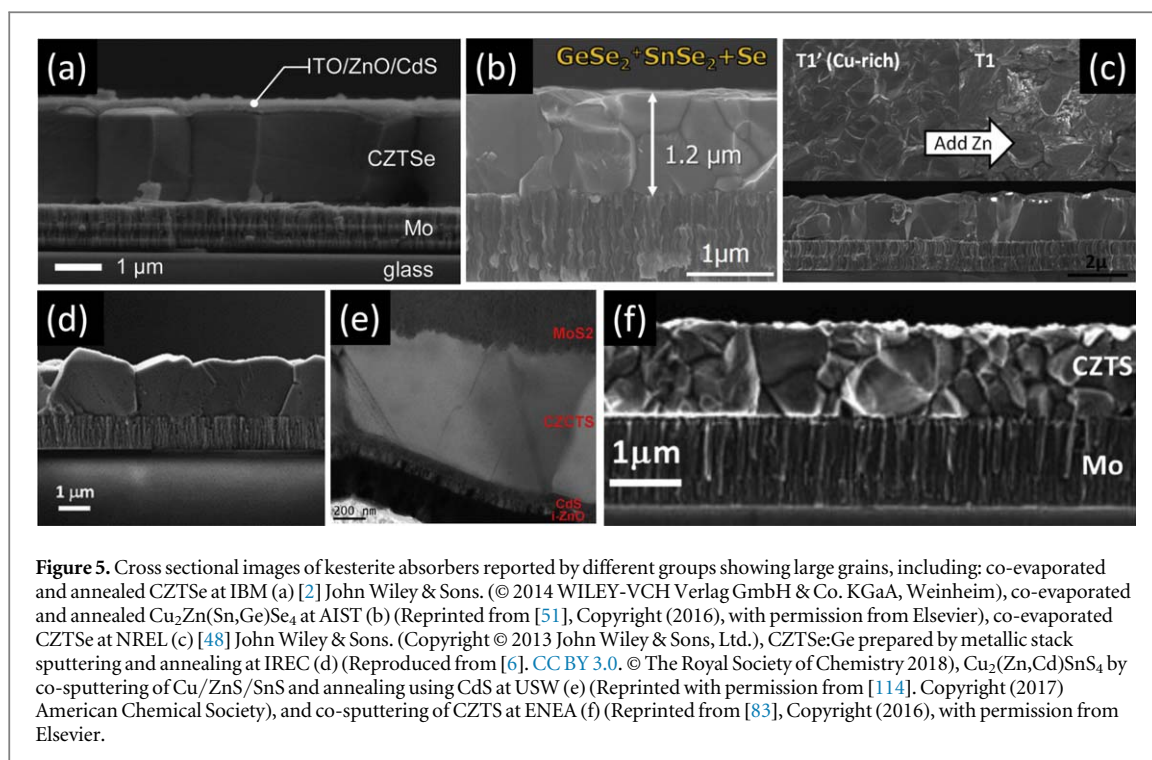 (a)
ITO/ZnO/CdS
CZTSe
Mo
glass
1 μm
(b)
GeSe2+SnSe2+Se
1.2 μm
1μm
(c)
T1' (Cu-rich)
T1
Add Zn
2μ
(d)
1 μm
(e)
MoS2
CZCTS
CdS
i-ZnO
200 nm
(f)
CZTS
1μm
Mo
Figure 5. Cross sectional images of kesterite absorbers reported by different groups showing large grains, including: co-evaporated
and annealed CZTSe at IBM (a) [2] John Wiley & Sons. (© 2014 WILEY-VCH Verlag GmbH & Co. KGaA, Weinheim), co-evaporated
and annealed Cu₂Zn(Sn,Ge)Se₄ at AIST (b) (Reprinted from [51], Copyright (2016), with permission from Elsevier), co-evaporated
CZTSe at NREL (c) [48] John Wiley & Sons. (Copyright © 2013 John Wiley & Sons, Ltd.), CZTSe:Ge prepared by metallic stack
sputtering and annealing at IREC (d) (Reproduced from [6]. CC BY 3.0. © The Royal Society of Chemistry 2018), Cu₂(Zn,Cd)SnS₄ by
co-sputtering of Cu/ZnS/SnS and annealing using CdS at USW (e) (Reprinted with permission from [114]. Copyright (2017)
American Chemical Society), and co-sputtering of CZTS at ENEA (f) (Reprinted from [83], Copyright (2016), with permission from
Elsevier.